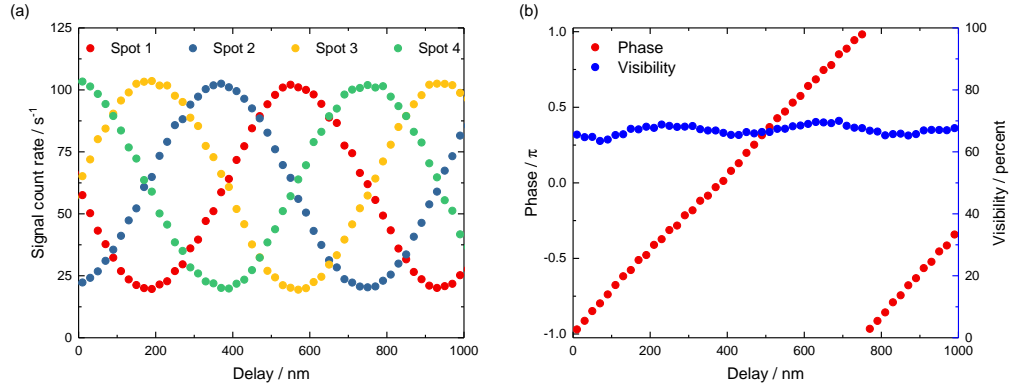 (a)
125
100
75
50
25
0
Signal count rate / s⁻¹
Spot 1 Spot 2 Spot 3 Spot 4
0 200 400 600 800 1000
Delay / nm
(b)
1.0
0.5
0.0
-0.5
-1.0
Phase / π
Phase
Visibility
100
80
60
40
20
0
Visibility / percent
0 200 400 600 800 1000
Delay / nm